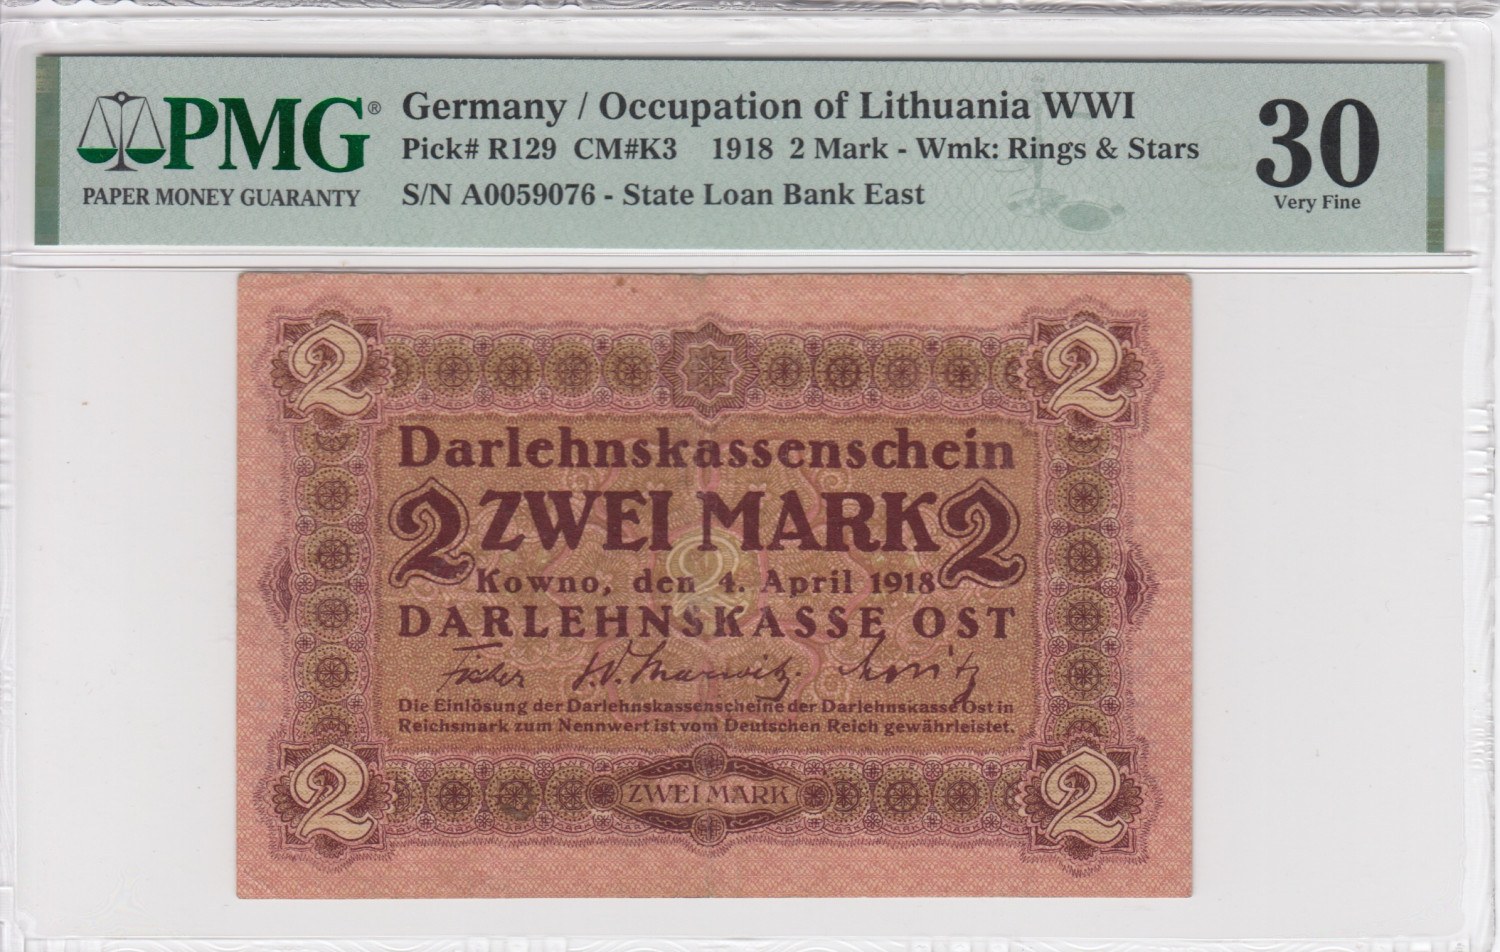 PMG®
PAPER MONEY GUARANTY
Germany / Occupation of Lithuania WWI
Pick# R129 CM#K3 1918 2 Mark - Wmk: Rings & Stars
S/N A0059076 - State Loan Bank East
30
Very Fine
2 2
Darlehnskassenschein
2 ZWEI MARK 2
2
Kowno, den 4. April 1918
DARLEHNSKASSE OST
Die Einlösung der Darlehnskassenscheine der Darlehnskasse Ost in
Reichsmark zum Nennwert ist vom Deutschen Reich gewährleistet.
2 ZWEI MARK 2